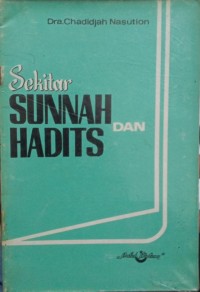 Dra.Chadidjah Nasution
Sekitar
SUNNAH
DAN
HADITS